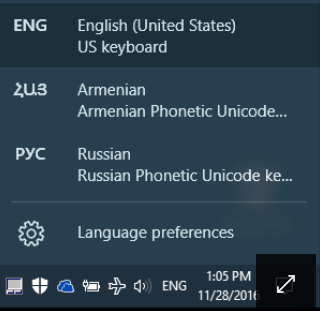 ENG English (United States)
US keyboard
ՀԱՅ Armenian
Armenian Phonetic Unicode...
РУС Russian
Russian Phonetic Unicode ke...
Language preferences
ENG 1:05 PM
11/28/2016